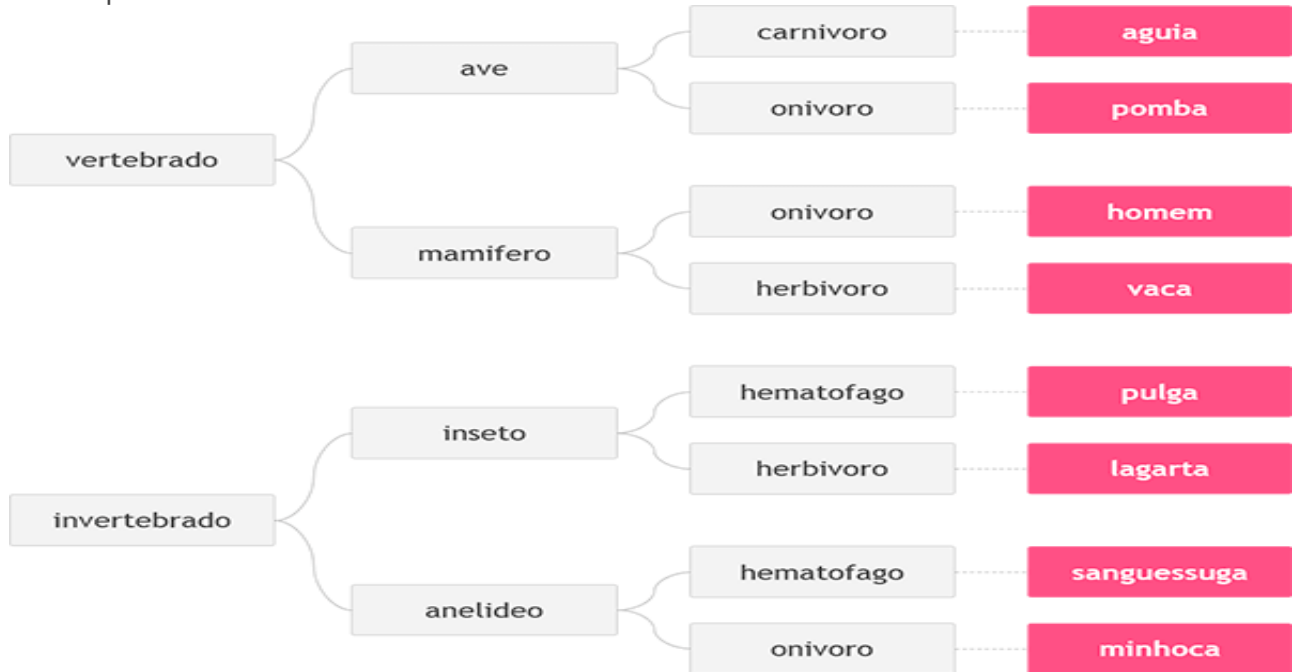 carnivoro
aguia
ave
onivoro
pomba
vertebrado
onivoro
homem
mamifero
herbivoro
vaca
hematofago
pulga
inseto
herbivoro
lagarta
invertebrado
hematofago
sanguessuga
anelideo
onivoro
minhoca